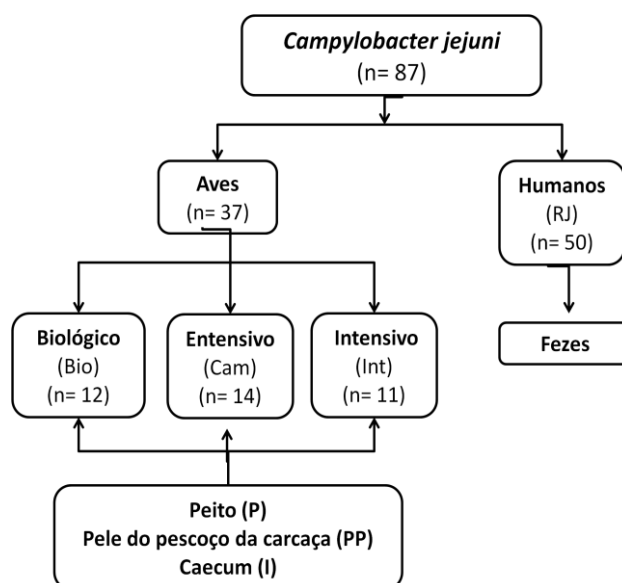 Campylobacter jejuni
(n= 87)
Aves
(n= 37)
Humanos
(RJ)
(n= 50)
Biológico
(Bio)
(n= 12)
Entensivo
(Cam)
(n= 14)
Intensivo
(Int)
(n= 11)
Fezes
Peito (P)
Pele do pescoço da carcaça (PP)
Caecum (I)